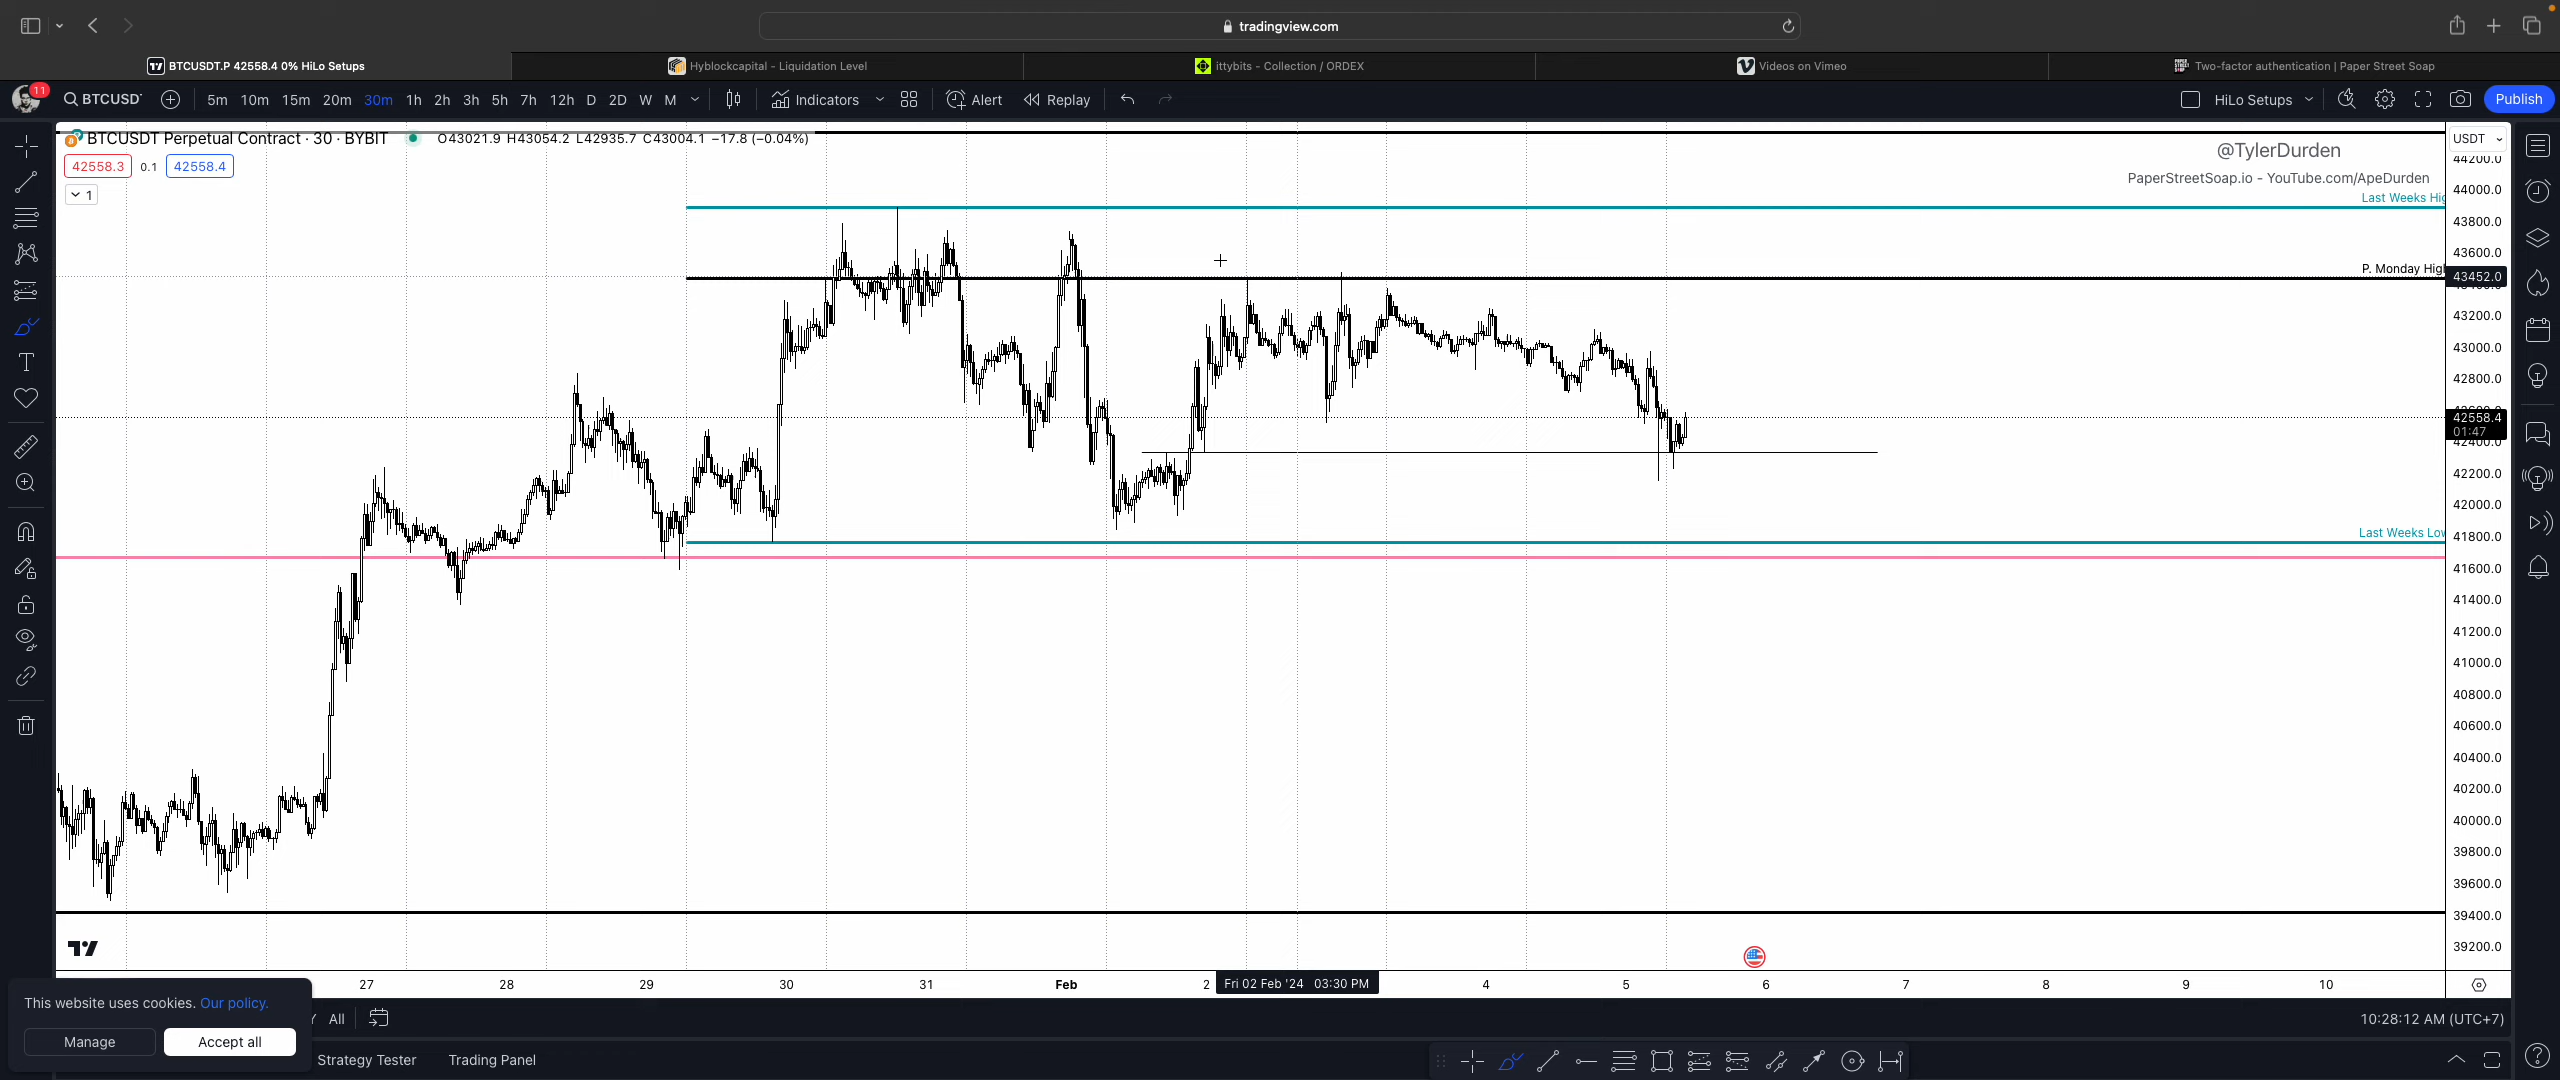 tradingview.com
BTCUSDT.P 42558.4 0% HiLo Setups
Hyblockcapital - Liquidation Level
ittybits - Collection / ORDEX
Videos on Vimeo
Two-factor authentication | Paper Street Soap
11
BTCUSD
5m 10m 15m 20m 30m 1h 2h 3h 5h 7h 12h D 2D W M
Indicators
Alert
Replay
HiLo Setups
Publish
BTCUSDT Perpetual Contract · 30 · BYBIT
O43021.9 H43054.2 L42935.7 C43004.1 −17.8 (−0.04%)
USDT
42558.3 0.1 42558.4
1
@TylerDurden
PaperStreetSoap.io - YouTube.com/ApeDurden
44200.0
44000.0
Last Weeks Hig
43800.0
43600.0
P. Monday High
43452.0
43200.0
43000.0
42800.0
42558.4
01:47
42400.0
42200.0
42000.0
41800.0
Last Weeks Low
41600.0
41400.0
41200.0
41000.0
40800.0
40600.0
40400.0
40200.0
40000.0
39800.0
39600.0
39400.0
39200.0
27 28 29 30 31 Feb 2 Fri 02 Feb '24 03:30 PM 4 5 6 7 8 9 10
This website uses cookies. Our policy.
Manage
Accept all
All
10:28:12 AM (UTC+7)
Strategy Tester
Trading Panel